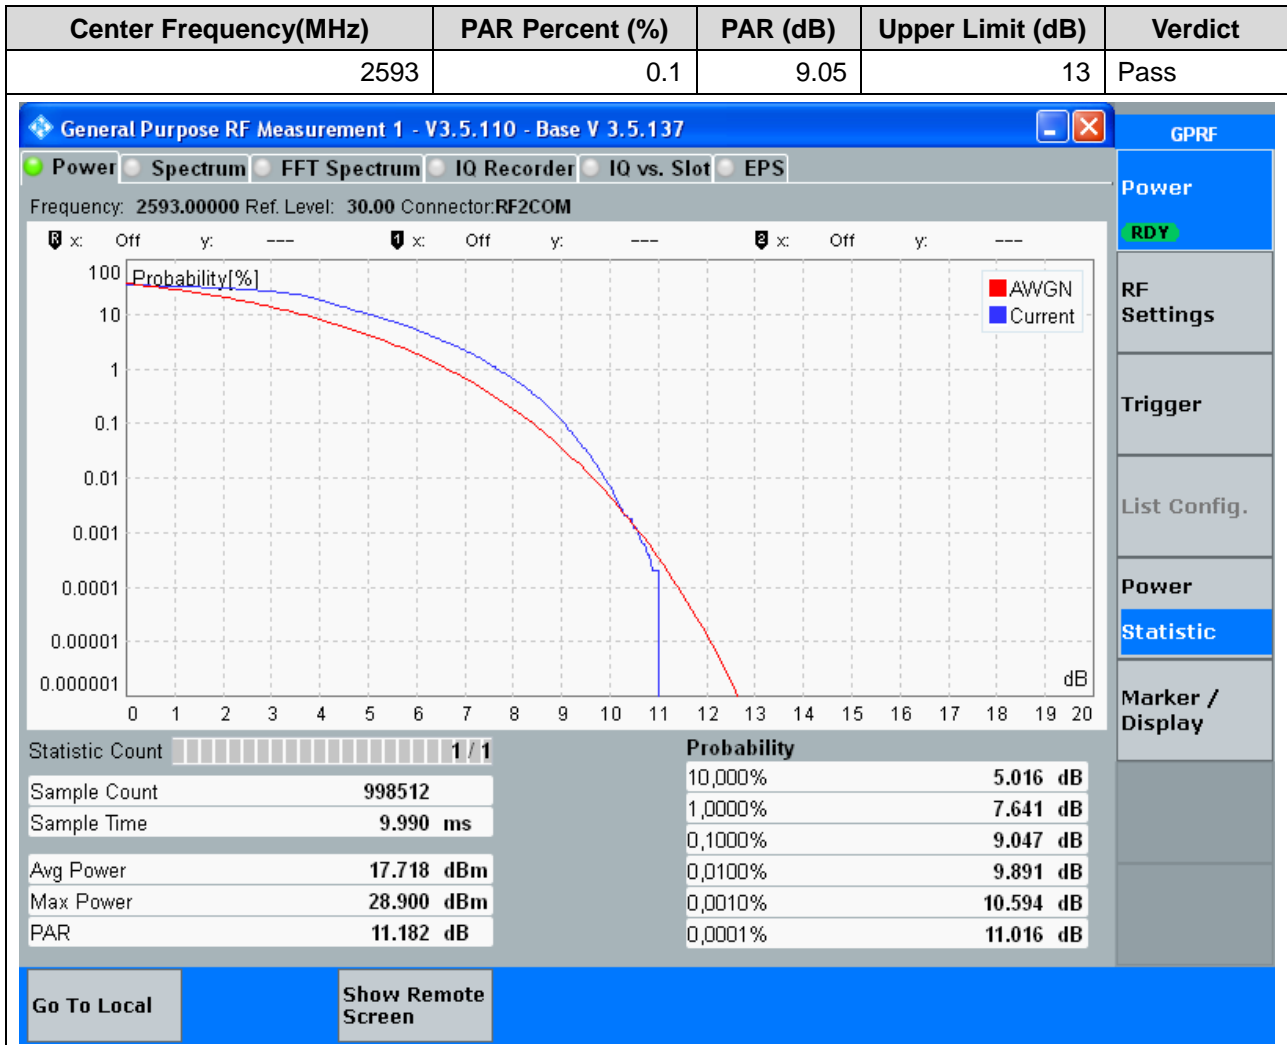 Center Frequency(MHz) PAR Percent (%) PAR (dB) Upper Limit (dB) Verdict
2593 0.1 9.05 13 Pass
General Purpose RF Measurement 1 - V3.5.110 - Base V 3.5.137
GPRF
Power Spectrum FFT Spectrum IQ Recorder IQ vs. Slot EPS
Frequency: 2593.00000 Ref. Level: 30.00 Connector:RF2COM
R x: Off y: --- 1 x: Off y: --- 2 x: Off y: ---
Probability[%]
100
10
1
0.1
0.01
0.001
0.0001
0.00001
0.000001
AWGN
Current
dB
0 1 2 3 4 5 6 7 8 9 10 11 12 13 14 15 16 17 18 19 20
Statistic Count 1 / 1
Sample Count 998512
Sample Time 9.990 ms
Avg Power 17.718 dBm
Max Power 28.900 dBm
PAR 11.182 dB
Probability
10,000% 5.016 dB
1,0000% 7.641 dB
0,1000% 9.047 dB
0,0100% 9.891 dB
0,0010% 10.594 dB
0,0001% 11.016 dB
Power
RDY
RF
Settings
Trigger
List Config.
Power
Statistic
Marker /
Display
Go To Local
Show Remote
Screen